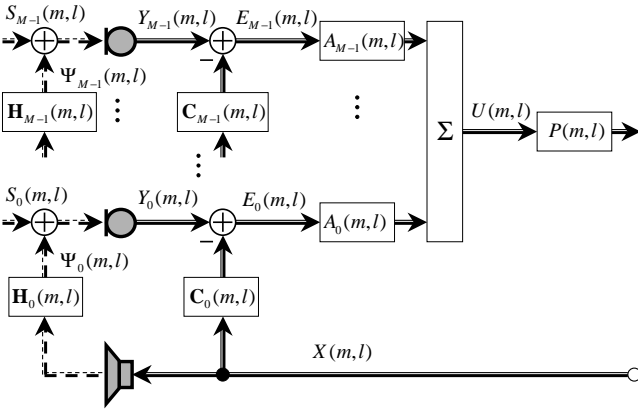 S_{M-1}(m,l) Y_{M-1}(m,l) E_{M-1}(m,l)
A_{M-1}(m,l)
Ψ_{M-1}(m,l)
H_{M-1}(m,l) C_{M-1}(m,l)
Σ U(m,l) P(m,l)
S_0(m,l) Y_0(m,l) E_0(m,l)
A_0(m,l)
Ψ_0(m,l)
H_0(m,l) C_0(m,l)
X(m,l)